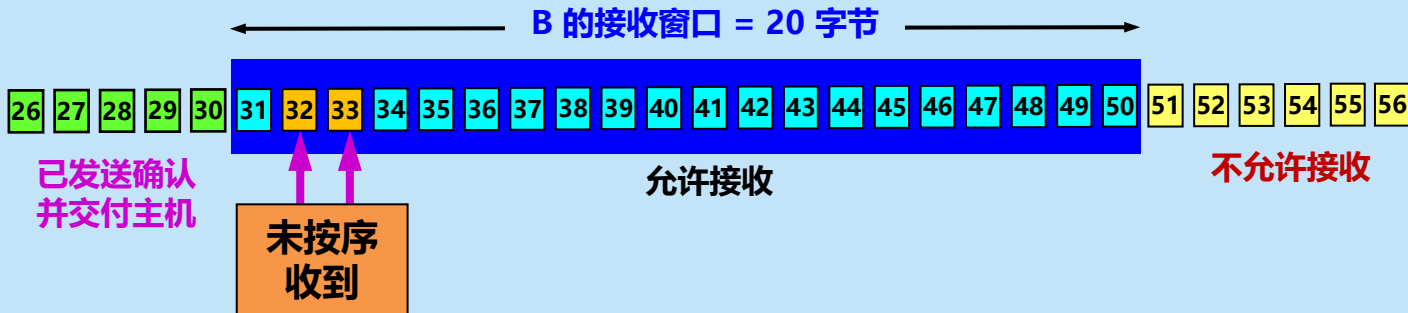 B 的接收窗口 = 20 字节
26 27 28 29 30 31 32 33 34 35 36 37 38 39 40 41 42 43 44 45 46 47 48 49 50 51 52 53 54 55 56
已发送确认
并交付主机
允许接收
不允许接收
未按序
收到